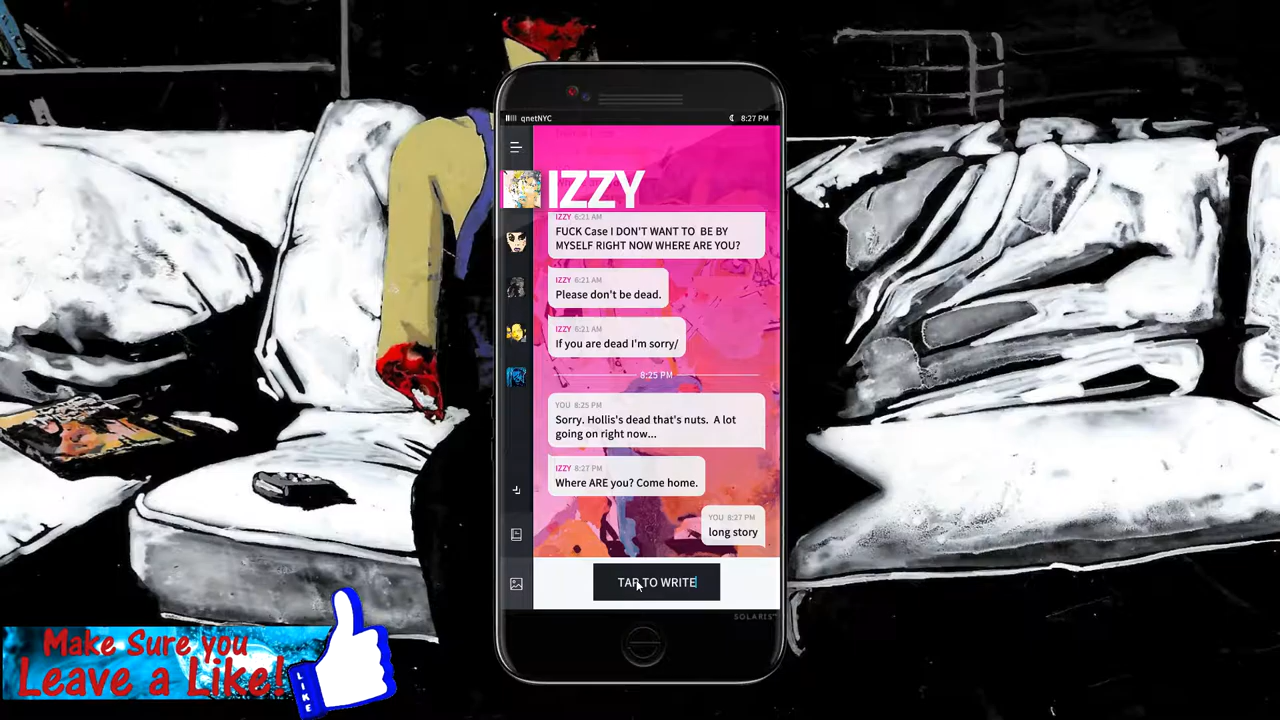 qnetNYC
8:27 PM
IZZY
IZZY 6:21 AM
FUCK Case I DON'T WANT TO BE BY
MYSELF RIGHT NOW WHERE ARE YOU?
IZZY 6:21 AM
Please don't be dead.
IZZY 6:21 AM
If you are dead I'm sorry/
8:25 PM
YOU 8:25 PM
Sorry. Hollis's dead that's nuts. A lot
going on right now...
IZZY 8:27 PM
Where ARE you? Come home.
YOU 8:27 PM
long story
TAP TO WRITE
SOLARIS
Make Sure you
Leave a Like!
LIKE